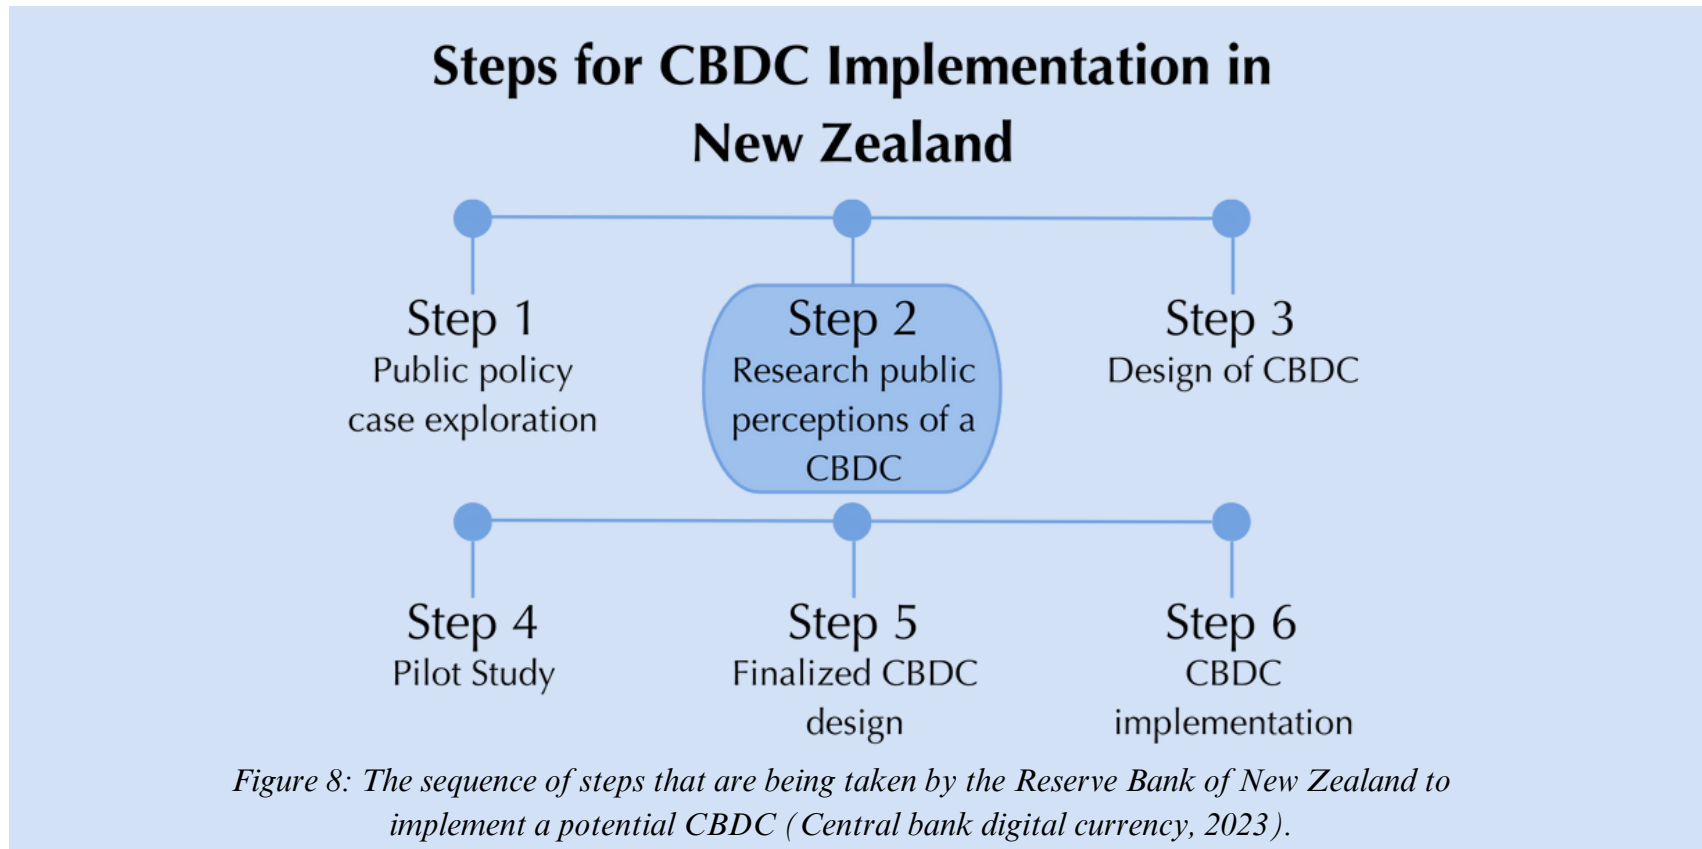 Steps for CBDC Implementation in
New Zealand
Step 1
Public policy
case exploration
Step 2
Research public
perceptions of a
CBDC
Step 3
Design of CBDC
Step 4
Pilot Study
Step 5
Finalized CBDC
design
Step 6
CBDC
implementation
Figure 8: The sequence of steps that are being taken by the Reserve Bank of New Zealand to
implement a potential CBDC (Central bank digital currency, 2023).